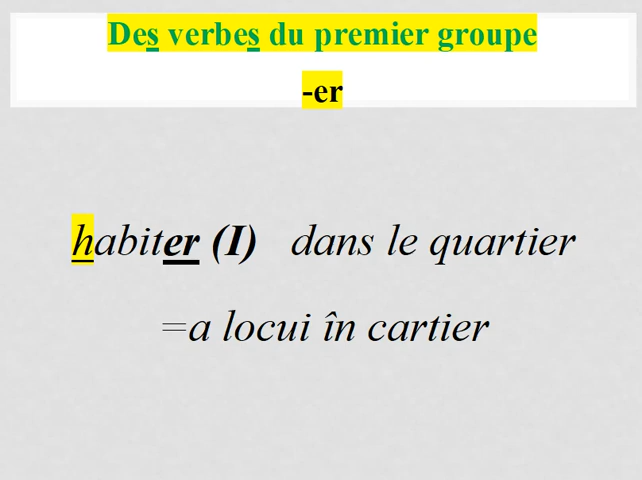 Des verbes du premier groupe
-er
habiter (I) dans le quartier
=a locui în cartier